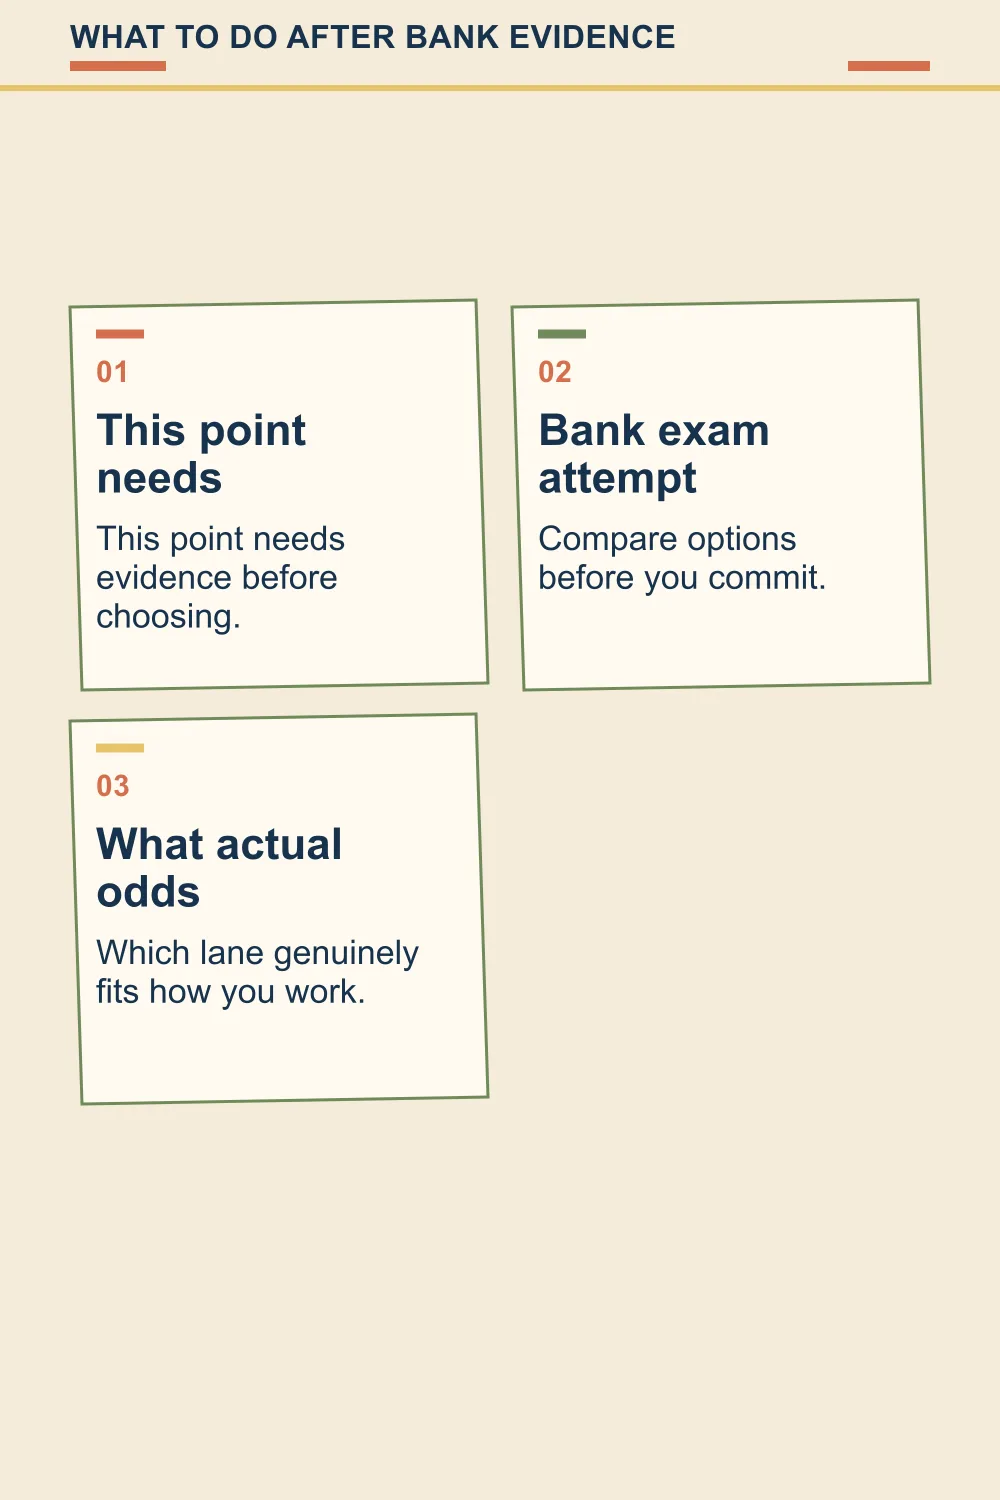 WHAT TO DO AFTER BANK EVIDENCE
01
This point
needs
This point needs
evidence before
choosing.
02
Bank exam
attempt
Compare options
before you commit.
03
What actual
odds
Which lane genuinely
fits how you work.